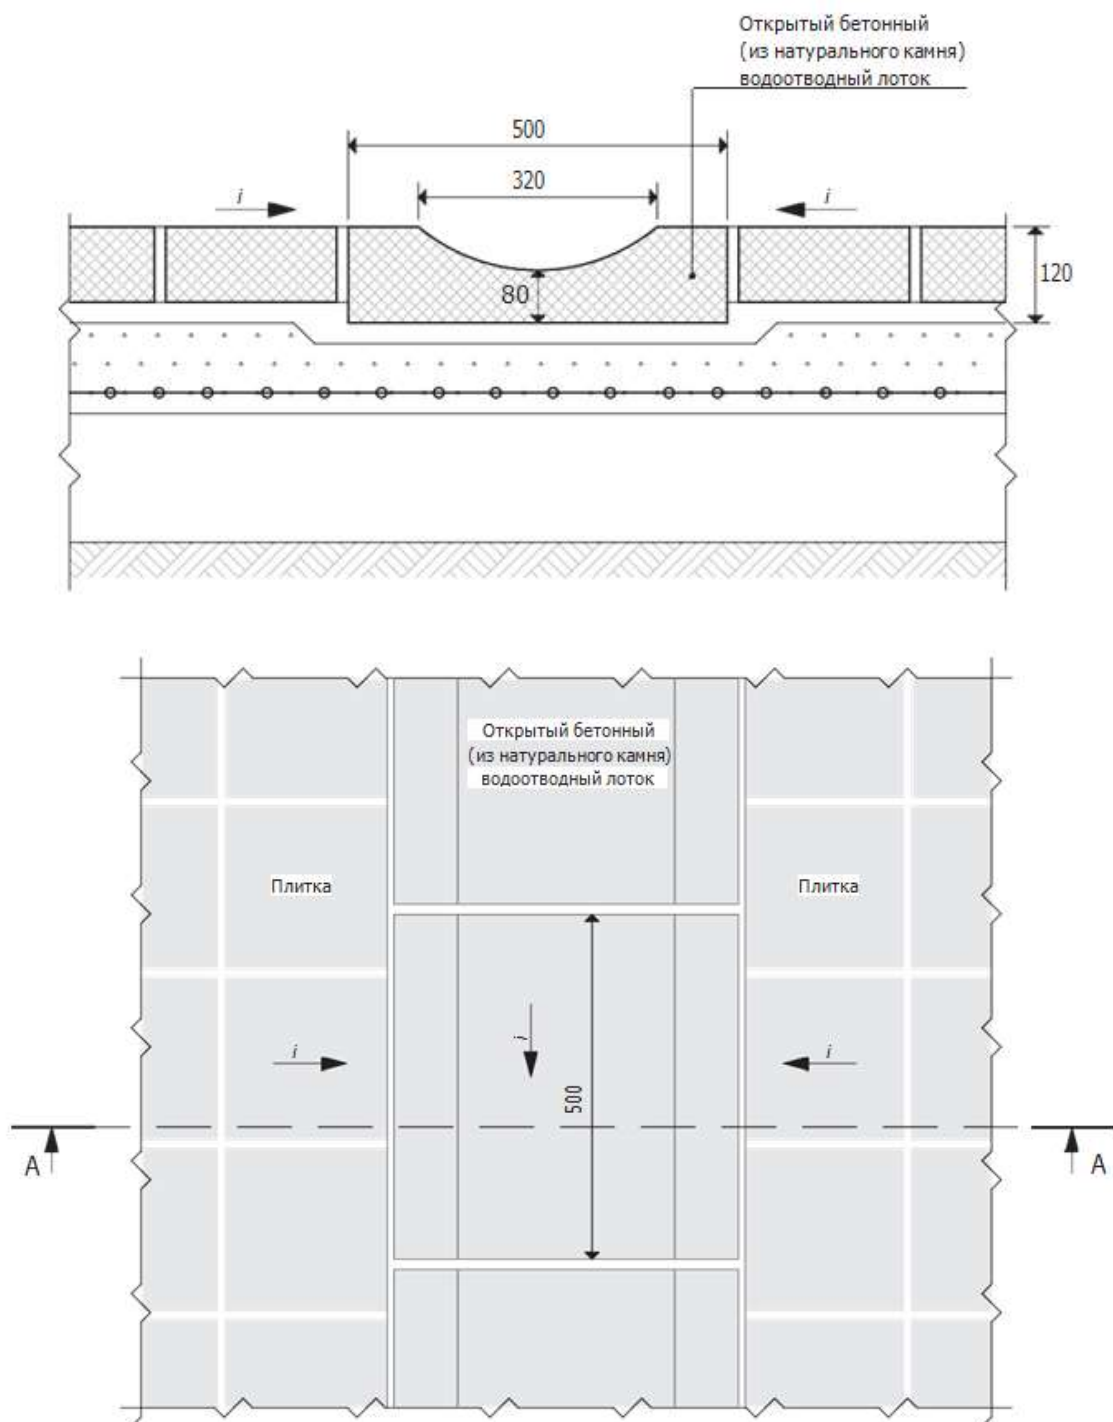 Открытый бетонный
(из натурального камня)
водоотводный лоток
500
320
i
i
120
80
Открытый бетонный
(из натурального камня)
водоотводный лоток
Плитка
Плитка
i
i
i
500
А
А